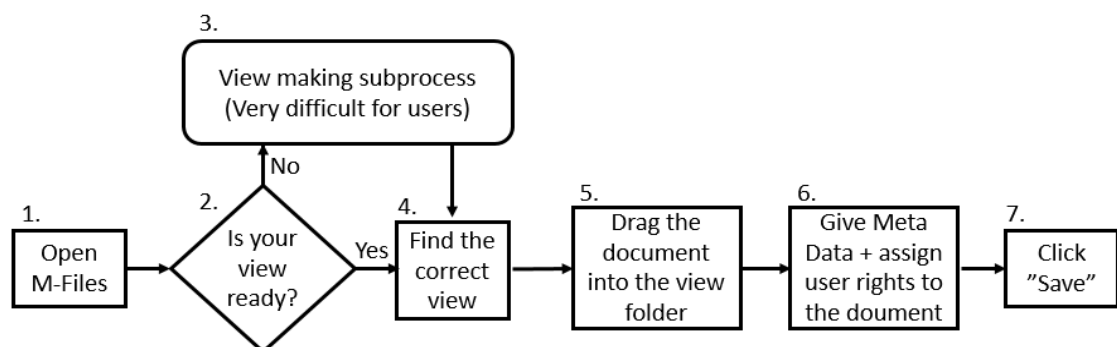 3.
View making subprocess
(Very difficult for users)
No
1.
Open
M-Files
2.
Is your
view
ready?
Yes
4.
Find the
correct
view
5.
Drag the
document
into the view
folder
6.
Give Meta
Data + assign
user rights to
the doument
7.
Click
”Save”